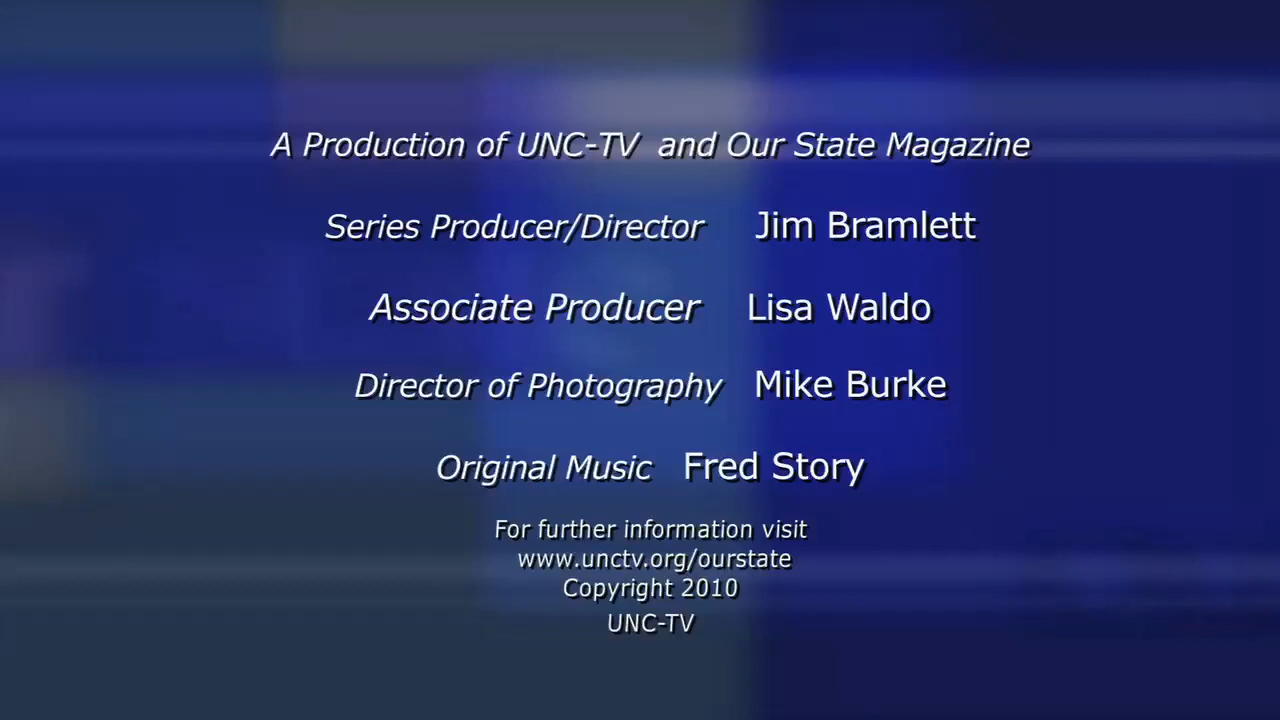 A Production of UNC-TV and Our State Magazine
Series Producer/Director Jim Bramlett
Associate Producer Lisa Waldo
Director of Photography Mike Burke
Original Music Fred Story
For further information visit
www.unctv.org/ourstate
Copyright 2010
UNC-TV